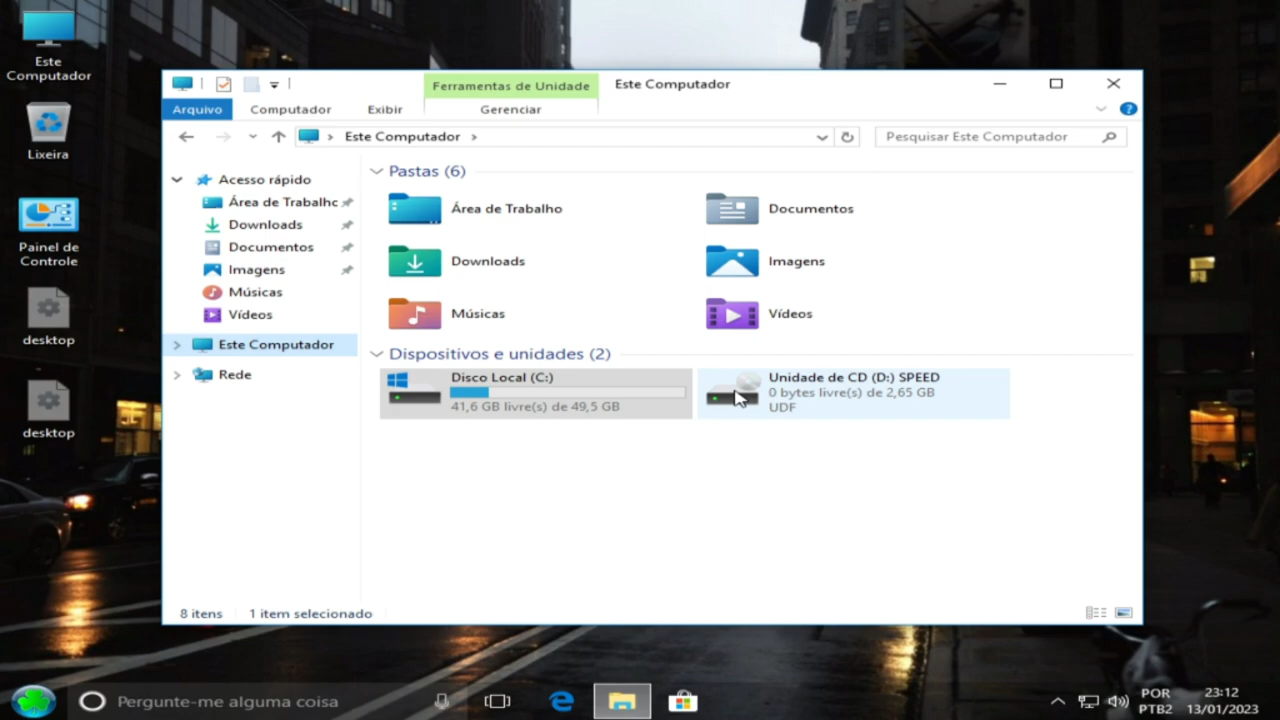 Este
Computador
Lixeira
Painel de
Controle
desktop
desktop
Ferramentas de Unidade
Este Computador
Arquivo
Computador
Exibir
Gerenciar
?
› Este Computador ›
Pesquisar Este Computador
Acesso rápido
Área de Trabalhc
Downloads
Documentos
Imagens
Músicas
Vídeos
Este Computador
Rede
Pastas (6)
Área de Trabalho
Documentos
Downloads
Imagens
Músicas
Vídeos
Dispositivos e unidades (2)
Disco Local (C:)
41,6 GB livre(s) de 49,5 GB
Unidade de CD (D:) SPEED
0 bytes livre(s) de 2,65 GB
UDF
8 itens
1 item selecionado
Pergunte-me alguma coisa
POR
PTB2
23:12
13/01/2023